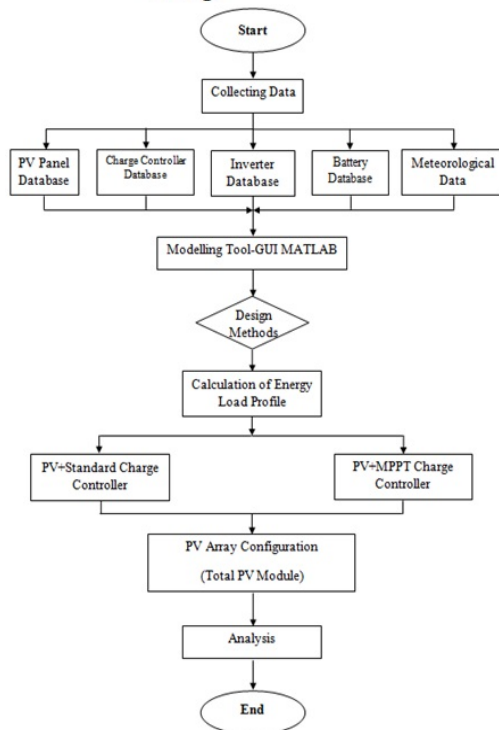 Start
Collecting Data
PV Panel
Database
Charge Controller
Database
Inverter
Database
Battery
Database
Meteorological
Data
Modelling Tool-GUI MATLAB
Design
Methods
Calculation of Energy
Load Profile
PV+Standard Charge
Controller
PV+MPPT Charge
Controller
PV Array Configuration
(Total PV Module)
Analysis
End